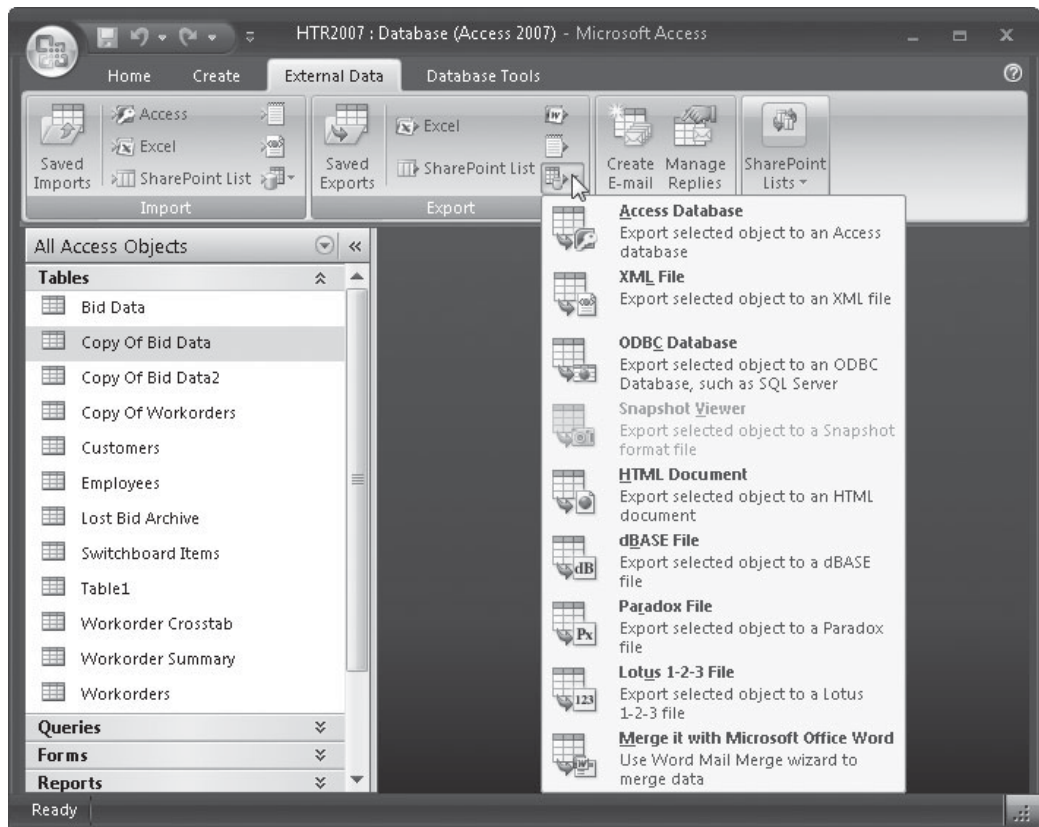 HTR2007 : Database (Access 2007) - Microsoft Access
Home Create External Data Database Tools
Saved Imports
Access
Excel
SharePoint List
Import
Saved Exports
Excel
SharePoint List
Export
Create E-mail
Manage Replies
SharePoint Lists
All Access Objects
Tables
Bid Data
Copy Of Bid Data
Copy Of Bid Data2
Copy Of Workorders
Customers
Employees
Lost Bid Archive
Switchboard Items
Table1
Workorder Crosstab
Workorder Summary
Workorders
Queries
Forms
Reports
Access Database
Export selected object to an Access
database
XML File
Export selected object to an XML file
ODBC Database
Export selected object to an ODBC
Database, such as SQL Server
Snapshot Viewer
Export selected object to a Snapshot
format file
HTML Document
Export selected object to an HTML
document
dBASE File
Export selected object to a dBASE
file
Paradox File
Export selected object to a Paradox
file
Lotus 1-2-3 File
Export selected object to a Lotus
1-2-3 file
Merge it with Microsoft Office Word
Use Word Mail Merge wizard to
merge data
dB
Px
123
Ready